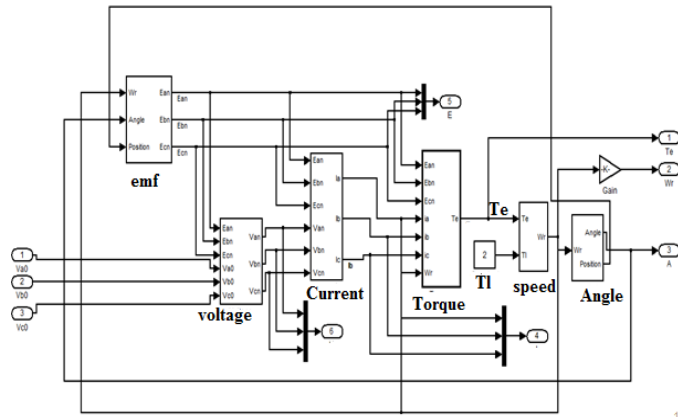 Wr
Angle
Position
Ean
Ebn
Ecn
Ean
Ebn
Ecn
emf
5
E
Ean
Ebn
Ecn
Va0
Vb0
Vc0
Van
Vbn
Vcn
voltage
1
Va0
2
Vb0
3
Vc0
Ean
Ebn
Ecn
Van
Vbn
Vcn
Ia
Ib
Ic
Ib
Current
Ean
Ebn
Ecn
ia
ib
ic
Wr
Te
Torque
Te
2
Tl
Te
Tl
Wr
speed
Wr
Angle
Position
Angle
-K-
Gain
1
Te
2
Wr
3
A
6
4